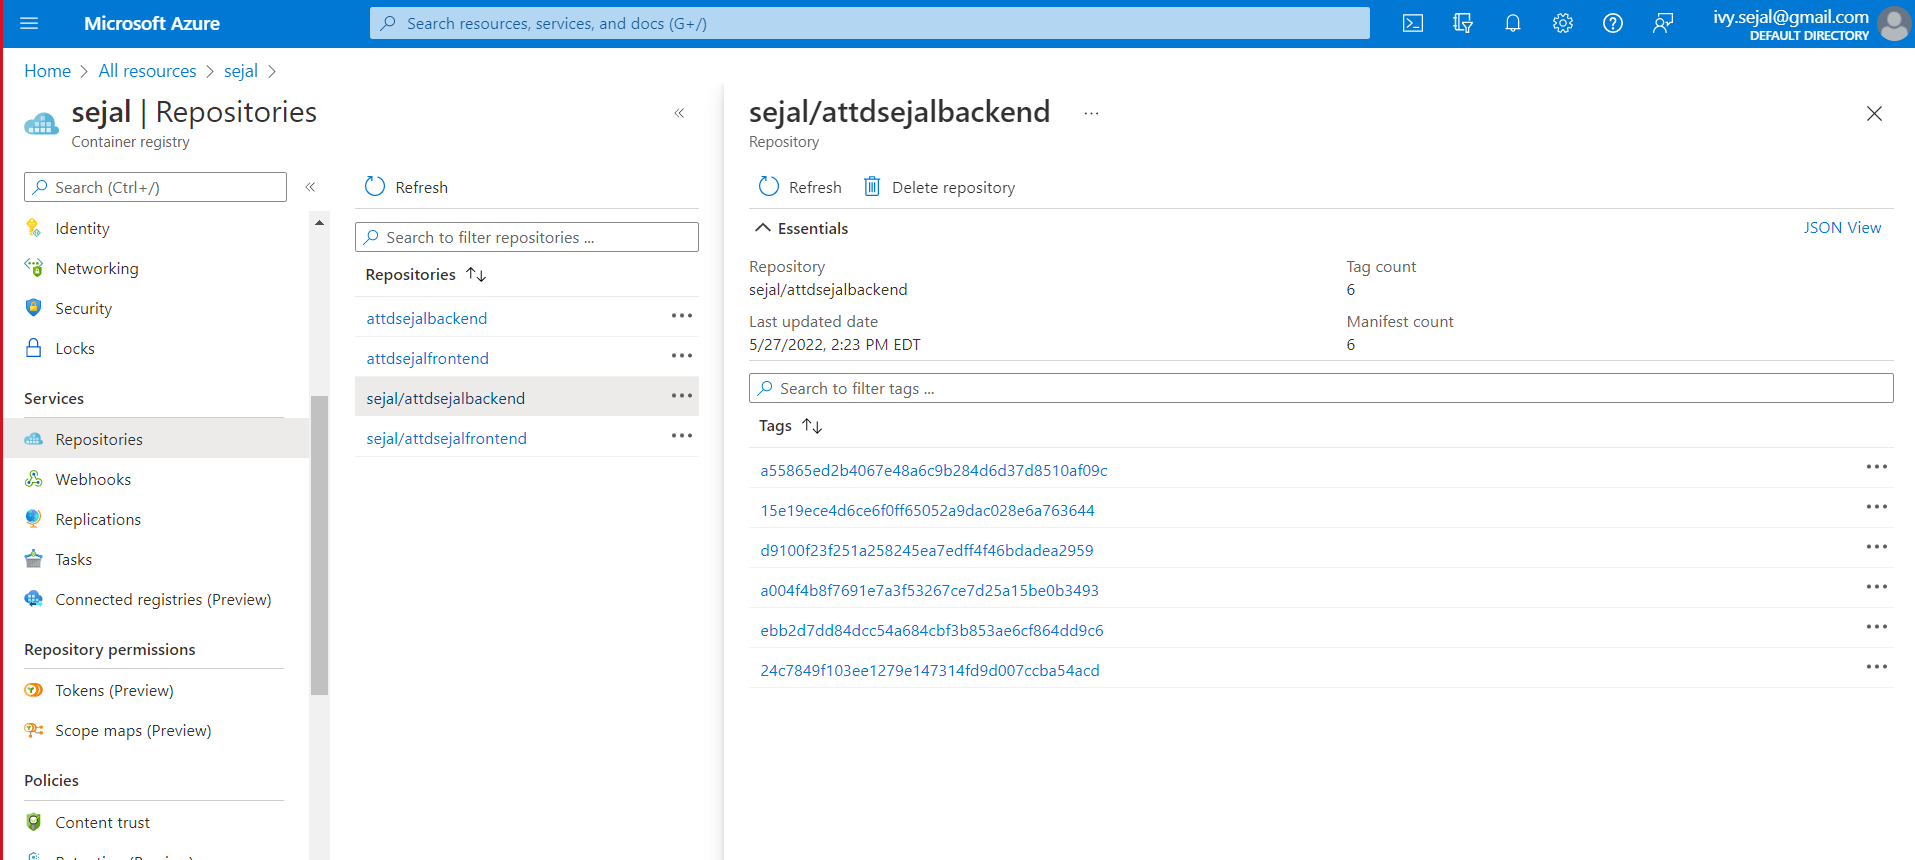 Microsoft Azure
Search resources, services, and docs (G+/)
ivy.sejal@gmail.com
DEFAULT DIRECTORY
Home > All resources > sejal >
sejal | Repositories
Container registry
Search (Ctrl+/)
Identity
Networking
Security
Locks
Services
Repositories
Webhooks
Replications
Tasks
Connected registries (Preview)
Repository permissions
Tokens (Preview)
Scope maps (Preview)
Policies
Content trust
Refresh
Search to filter repositories ...
Repositories
attdsejalbackend
attdsejalfrontend
sejal/attdsejalbackend
sejal/attdsejalfrontend
sejal/attdsejalbackend ...
Repository
Refresh Delete repository
Essentials
JSON View
Repository
sejal/attdsejalbackend
Last updated date
5/27/2022, 2:23 PM EDT
Tag count
6
Manifest count
6
Search to filter tags ...
Tags
a55865ed2b4067e48a6c9b284d6d37d8510af09c
15e19ece4d6ce6f0ff65052a9dac028e6a763644
d9100f23f251a258245ea7edff4f46bdadea2959
a004f4b8f7691e7a3f53267ce7d25a15be0b3493
ebb2d7dd84dcc54a684cbf3b853ae6cf864dd9c6
24c7849f103ee1279e147314fd9d007ccba54acd